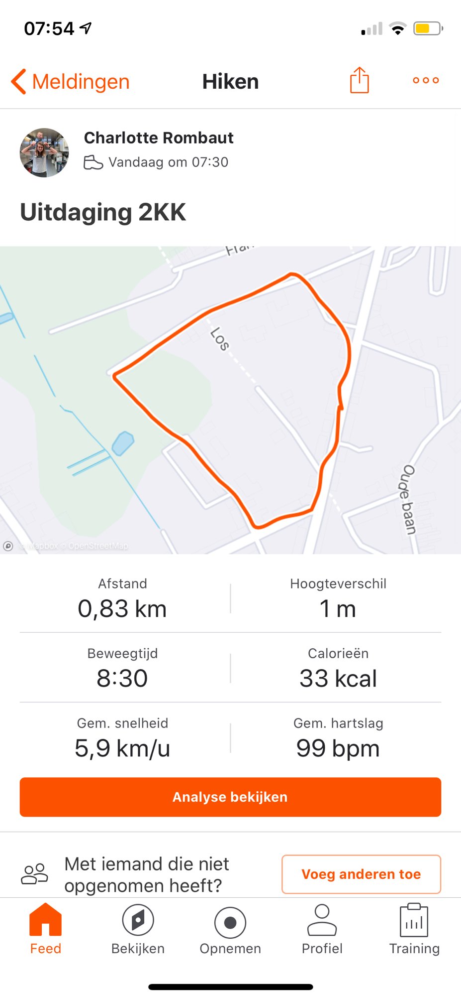 07:54
Meldingen
Hiken
Charlotte Rombaut
Vandaag om 07:30
Uitdaging 2KK
Los
Oude baan
© Mapbox © OpenStreetMap
Afstand
Hoogteverschil
0,83 km
1 m
Beweegtijd
Calorieën
8:30
33 kcal
Gem. snelheid
Gem. hartslag
5,9 km/u
99 bpm
Analyse bekijken
Met iemand die niet
opgenomen heeft?
Voeg anderen toe
Feed
Bekijken
Opnemen
Profiel
Training